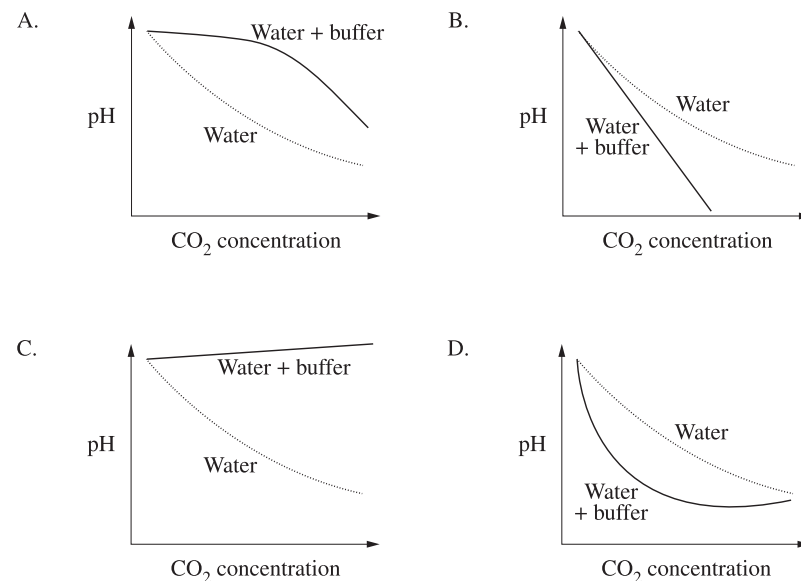 A.
Water + buffer
pH
Water
CO2 concentration
B.
Water
pH
Water
+ buffer
CO2 concentration
C.
Water + buffer
pH
Water
CO2 concentration
D.
Water
pH
Water
+ buffer
CO2 concentration